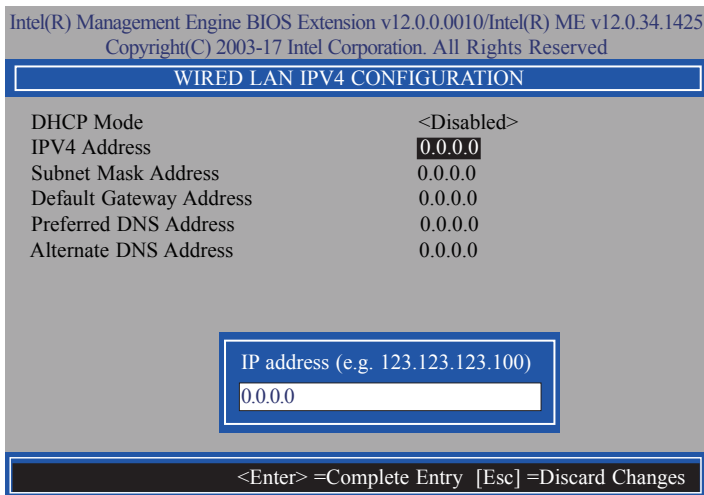 Intel(R) Management Engine BIOS Extension v12.0.0.0010/Intel(R) ME v12.0.34.1425
Copyright(C) 2003-17 Intel Corporation. All Rights Reserved
WIRED LAN IPV4 CONFIGURATION
DHCP Mode <Disabled>
IPV4 Address 0.0.0.0
Subnet Mask Address 0.0.0.0
Default Gateway Address 0.0.0.0
Preferred DNS Address 0.0.0.0
Alternate DNS Address 0.0.0.0
IP address (e.g. 123.123.123.100)
0.0.0.0
<Enter> =Complete Entry [Esc] =Discard Changes